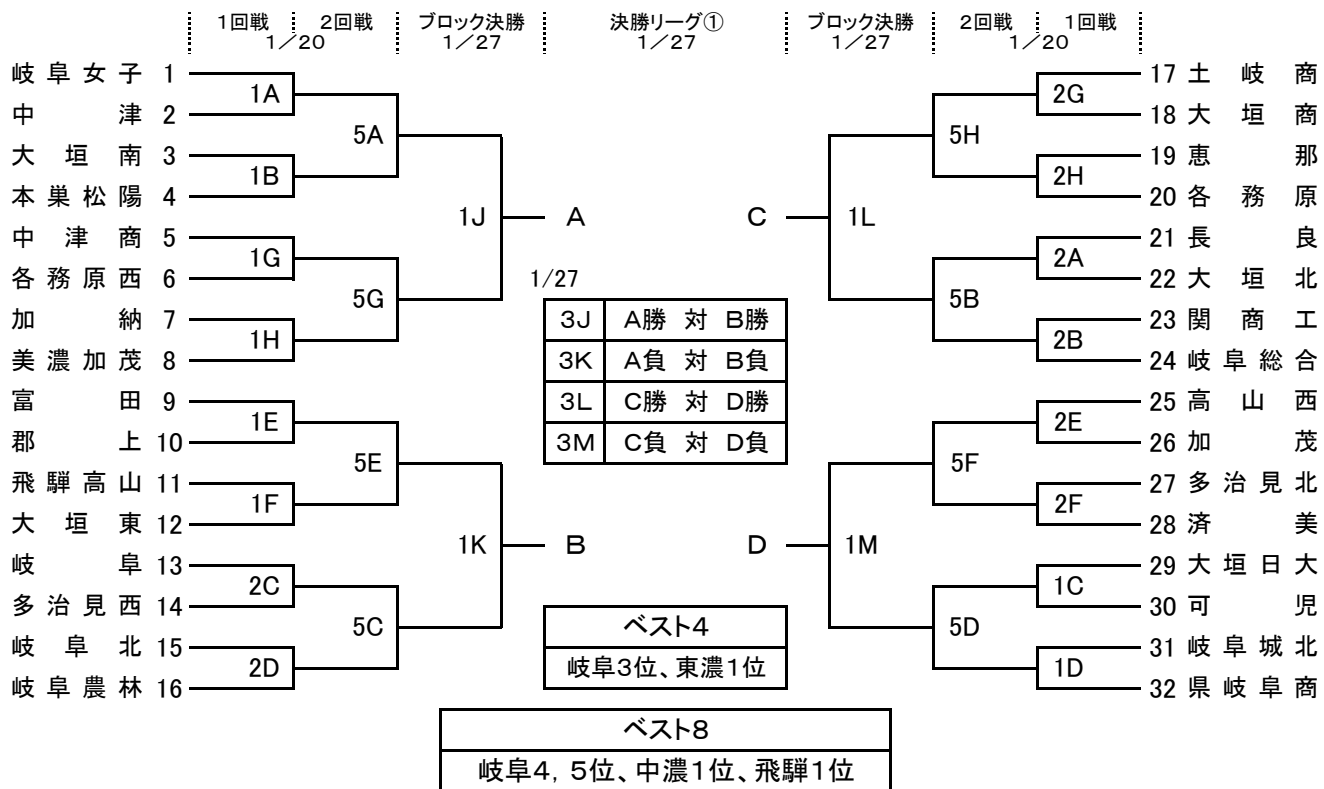 1回戦 2回戦 ブロック決勝 決勝リーグ① ブロック決勝 2回戦 1回戦
1／20 1／27 1／27 1／27 1／20
岐阜女子 1
中津 2
大垣南 3
本巣松陽 4
中津商 5
各務原西 6
加納 7
美濃加茂 8
富田 9
郡上 10
飛騨高山 11
大垣東 12
岐阜 13
多治見西 14
岐阜北 15
岐阜農林 16
1A
1B
1G
1H
1E
1F
2C
2D
5A
5G
5E
5C
1J
1K
A
B
1/27
3J A勝 対 B勝
3K A負 対 B負
3L C勝 対 D勝
3M C負 対 D負
ベスト4
岐阜3位、東濃1位
ベスト8
岐阜4，5位、中濃1位、飛騨1位
C
D
1L
1M
5H
5B
5F
5D
2G
2H
2A
2B
2E
2F
1C
1D
17 土岐商
18 大垣商
19 恵那
20 各務原
21 長良
22 大垣北
23 関商工
24 岐阜総合
25 高山西
26 加茂
27 多治見北
28 済美
29 大垣日大
30 可児
31 岐阜城北
32 県岐阜商